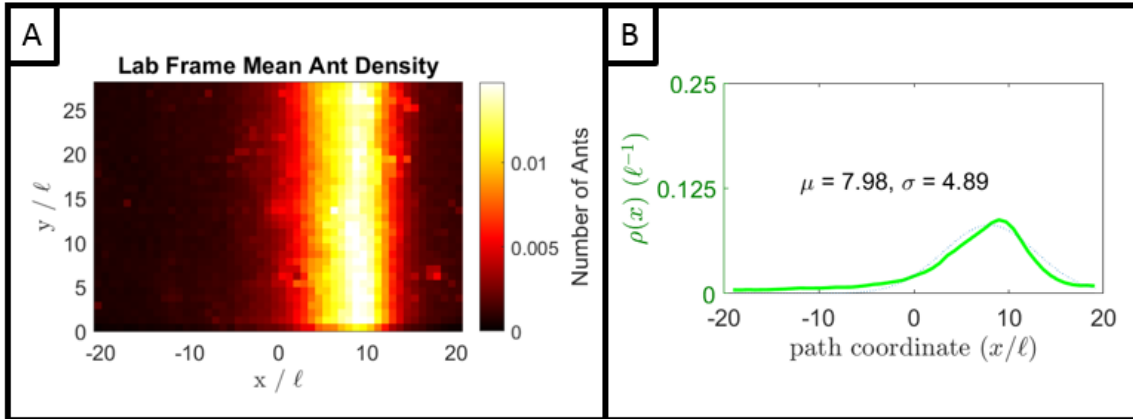 A
Lab Frame Mean Ant Density
y / ℓ
25
20
15
10
5
0
-20
-10
0
10
20
x / ℓ
0.01
0.005
0
Number of Ants
B
ρ(x) (ℓ⁻¹)
0.25
0.125
0
μ = 7.98, σ = 4.89
-20
-10
0
10
20
path coordinate (x/ℓ)